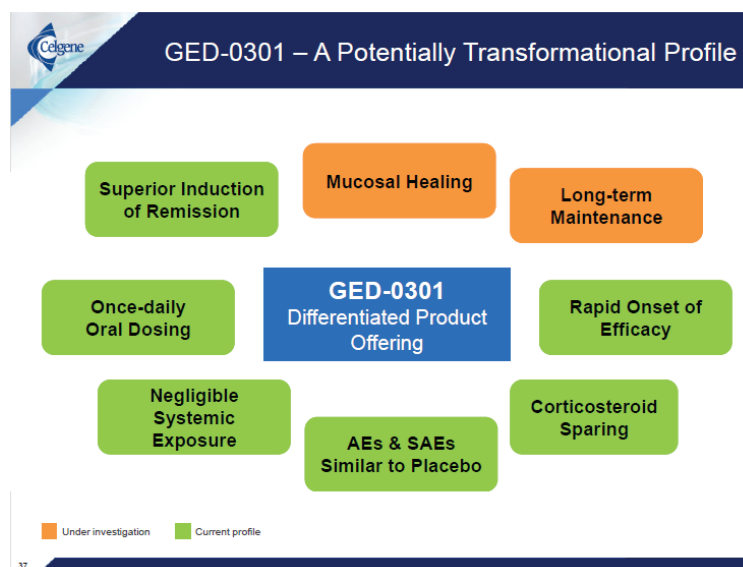 Celgene
GED-0301 – A Potentially Transformational Profile
Superior Induction
of Remission
Mucosal Healing
Long-term
Maintenance
Once-daily
Oral Dosing
GED-0301
Differentiated Product
Offering
Rapid Onset of
Efficacy
Negligible
Systemic
Exposure
AEs & SAEs
Similar to Placebo
Corticosteroid
Sparing
Under investigation
Current profile
37